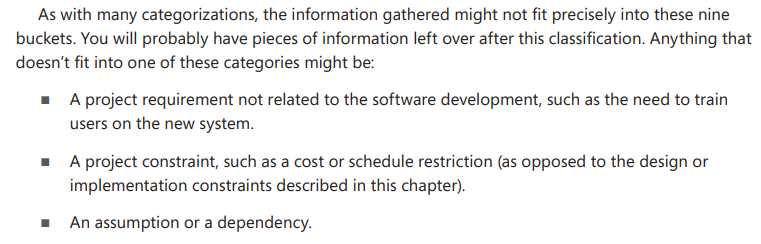 As with many categorizations, the information gathered might not fit precisely into these nine
buckets. You will probably have pieces of information left over after this classification. Anything that
doesn’t fit into one of these categories might be:
■ A project requirement not related to the software development, such as the need to train
users on the new system.
■ A project constraint, such as a cost or schedule restriction (as opposed to the design or
implementation constraints described in this chapter).
■ An assumption or a dependency.